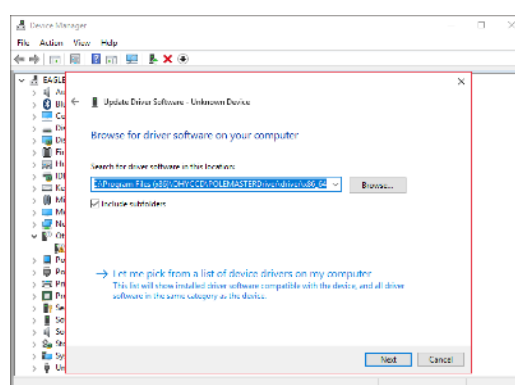 Device Manager
File Action View Help
EAGLE
Update Driver Software - Unknown Device
Browse for driver software on your computer
Search for driver software in this location:
C:\Program Files (x86)\QHYCCD\POLEMASTERDriver\driver\x86_64
Browse...
Include subfolders
Let me pick from a list of device drivers on my computer
This list will show installed driver software compatible with the device, and all driver
software in the same category as the device.
Next Cancel